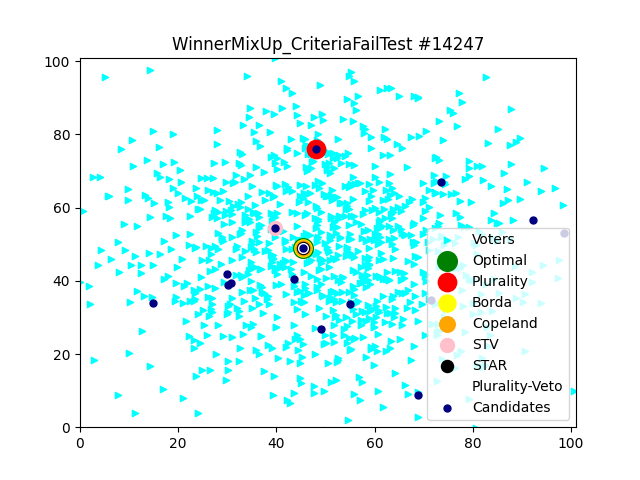 WinnerMixUp_CriteriaFailTest #14247
100
80
60
40
20
0
0
20
40
60
80
100
Voters
Optimal
Plurality
Borda
Copeland
STV
STAR
Plurality-Veto
Candidates